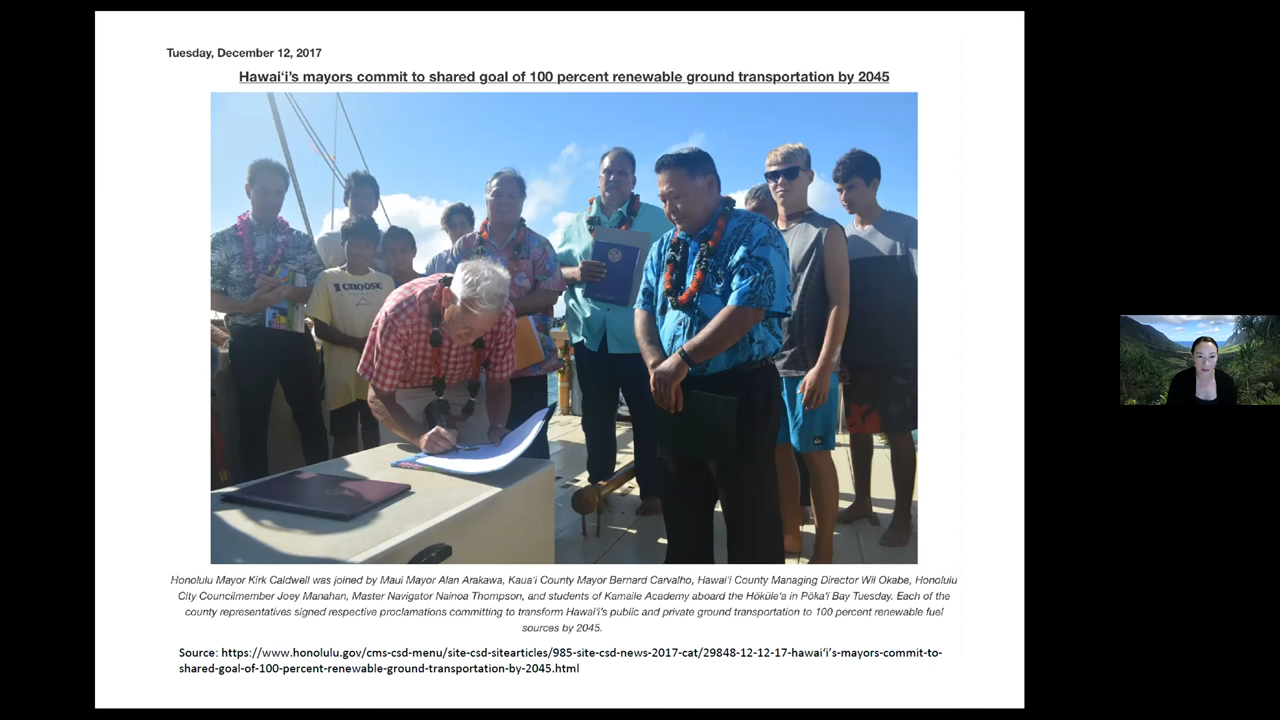 Tuesday, December 12, 2017
Hawaiʻi’s mayors commit to shared goal of 100 percent renewable ground transportation by 2045
I CHOOSE
Honolulu Mayor Kirk Caldwell was joined by Maui Mayor Alan Arakawa, Kauaʻi County Mayor Bernard Carvalho, Hawaiʻi County Managing Director Wil Okabe, Honolulu
City Councilmember Joey Manahan, Master Navigator Nainoa Thompson, and students of Kamaile Academy aboard the Hōkūleʻa in Pōkaʻī Bay Tuesday. Each of the
county representatives signed respective proclamations committing to transform Hawaiʻi’s public and private ground transportation to 100 percent renewable fuel
sources by 2045.
Source: https://www.honolulu.gov/cms-csd-menu/site-csd-sitearticles/985-site-csd-news-2017-cat/29848-12-12-17-hawai‘i’s-mayors-commit-to-
shared-goal-of-100-percent-renewable-ground-transportation-by-2045.html